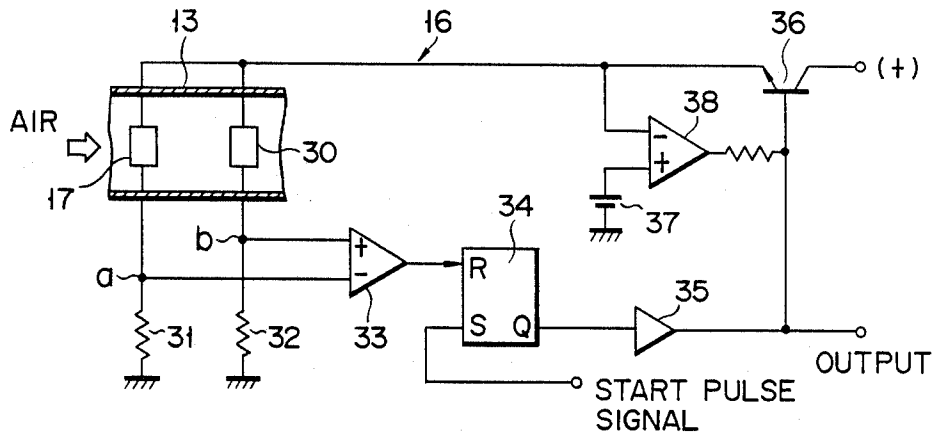 13
16
36
(+)
AIR
38
30
17
37
34
b
+
−
R
35
a
33
S
Q
31
32
−
+
OUTPUT
START PULSE
SIGNAL